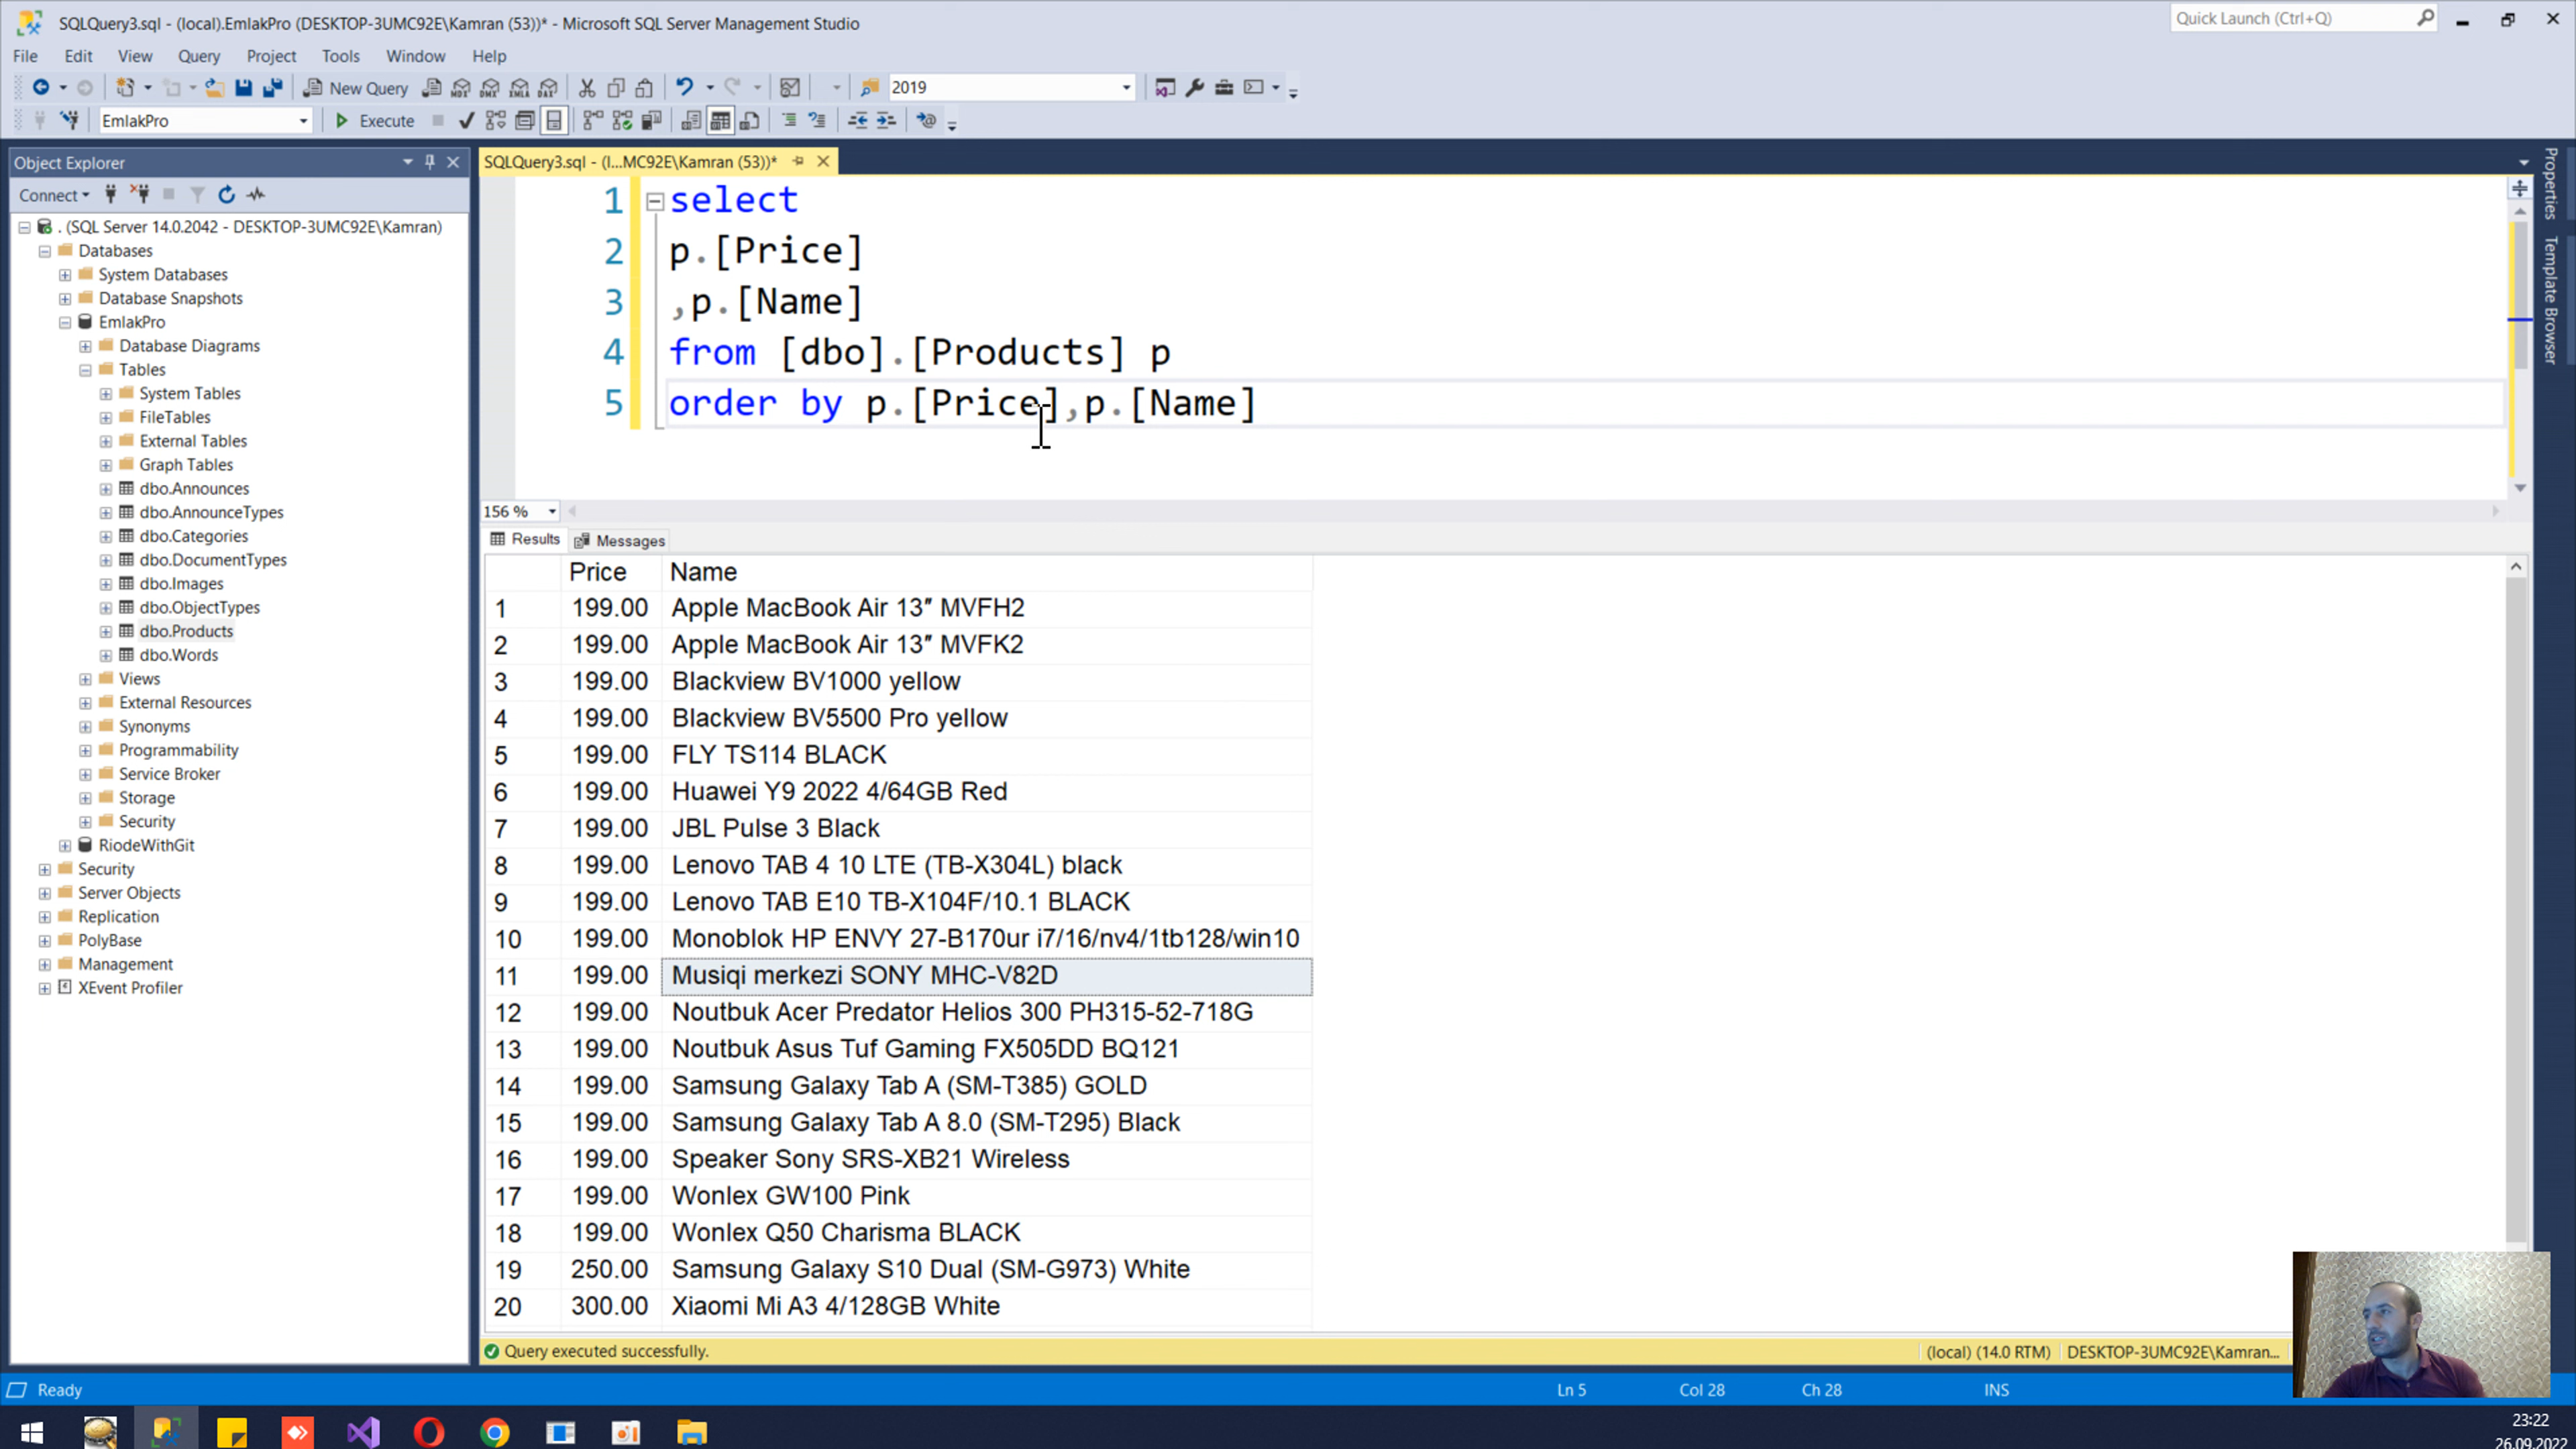 SQLQuery3.sql - (local).EmlakPro (DESKTOP-3UMC92E\Kamran (53))* - Microsoft SQL Server Management Studio
Quick Launch (Ctrl+Q)
File Edit View Query Project Tools Window Help
New Query
MDX DMX XMLA DAX
2019
EmlakPro
Execute
Object Explorer
Connect
. (SQL Server 14.0.2042 - DESKTOP-3UMC92E\Kamran)
Databases
System Databases
Database Snapshots
EmlakPro
Database Diagrams
Tables
System Tables
FileTables
External Tables
Graph Tables
dbo.Announces
dbo.AnnounceTypes
dbo.Categories
dbo.DocumentTypes
dbo.Images
dbo.ObjectTypes
dbo.Products
dbo.Words
Views
External Resources
Synonyms
Programmability
Service Broker
Storage
Security
RiodeWithGit
Security
Server Objects
Replication
PolyBase
Management
XEvent Profiler
SQLQuery3.sql - (l...MC92E\Kamran (53))*
1 select
2 p.[Price]
3 ,p.[Name]
4 from [dbo].[Products] p
5 order by p.[Price],p.[Name]
156 %
Results Messages
Price Name
1 199.00 Apple MacBook Air 13″ MVFH2
2 199.00 Apple MacBook Air 13″ MVFK2
3 199.00 Blackview BV1000 yellow
4 199.00 Blackview BV5500 Pro yellow
5 199.00 FLY TS114 BLACK
6 199.00 Huawei Y9 2022 4/64GB Red
7 199.00 JBL Pulse 3 Black
8 199.00 Lenovo TAB 4 10 LTE (TB-X304L) black
9 199.00 Lenovo TAB E10 TB-X104F/10.1 BLACK
10 199.00 Monoblok HP ENVY 27-B170ur i7/16/nv4/1tb128/win10
11 199.00 Musiqi merkezi SONY MHC-V82D
12 199.00 Noutbuk Acer Predator Helios 300 PH315-52-718G
13 199.00 Noutbuk Asus Tuf Gaming FX505DD BQ121
14 199.00 Samsung Galaxy Tab A (SM-T385) GOLD
15 199.00 Samsung Galaxy Tab A 8.0 (SM-T295) Black
16 199.00 Speaker Sony SRS-XB21 Wireless
17 199.00 Wonlex GW100 Pink
18 199.00 Wonlex Q50 Charisma BLACK
19 250.00 Samsung Galaxy S10 Dual (SM-G973) White
20 300.00 Xiaomi Mi A3 4/128GB White
Query executed successfully.
(local) (14.0 RTM) DESKTOP-3UMC92E\Kamran...
Properties
Template Browser
Ready
Ln 5 Col 28 Ch 28 INS
23:22
26.09.2022